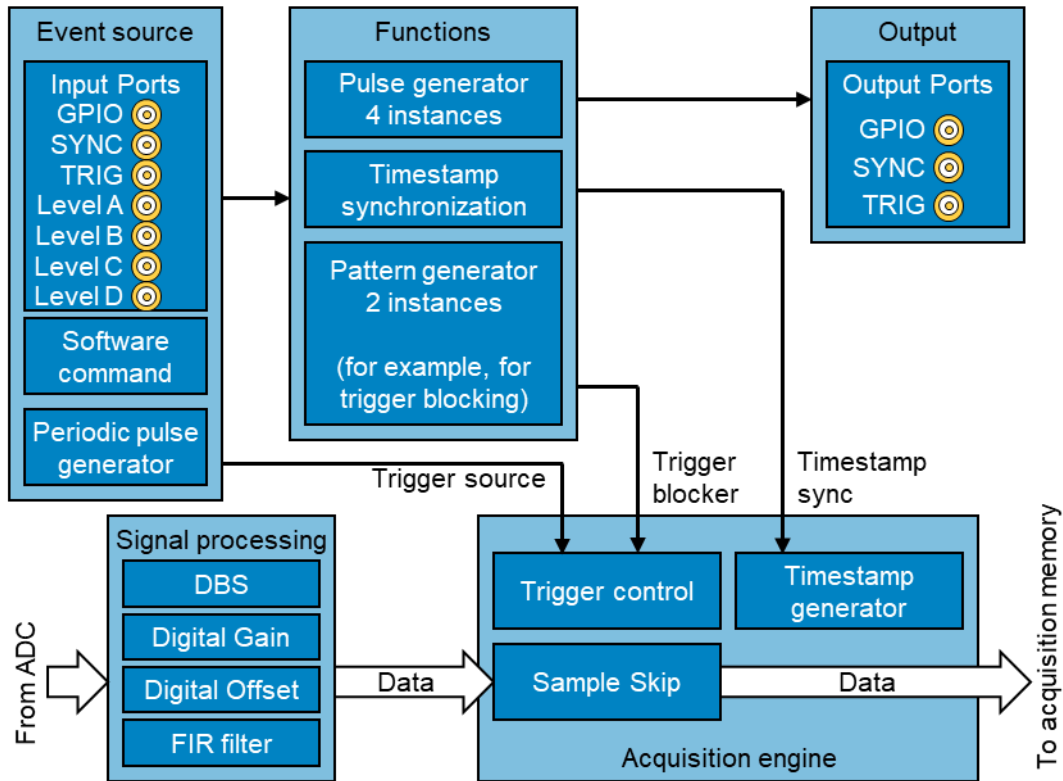 Event source
Input Ports
GPIO
SYNC
TRIG
Level A
Level B
Level C
Level D
Software
command
Periodic pulse
generator
Functions
Pulse generator
4 instances
Timestamp
synchronization
Pattern generator
2 instances
(for example, for
trigger blocking)
Output
Output Ports
GPIO
SYNC
TRIG
Trigger source
Trigger
blocker
Timestamp
sync
From ADC
Signal processing
DBS
Digital Gain
Digital Offset
FIR filter
Data
Trigger control
Timestamp
generator
Sample Skip
Data
Acquisition engine
To acquisition memory